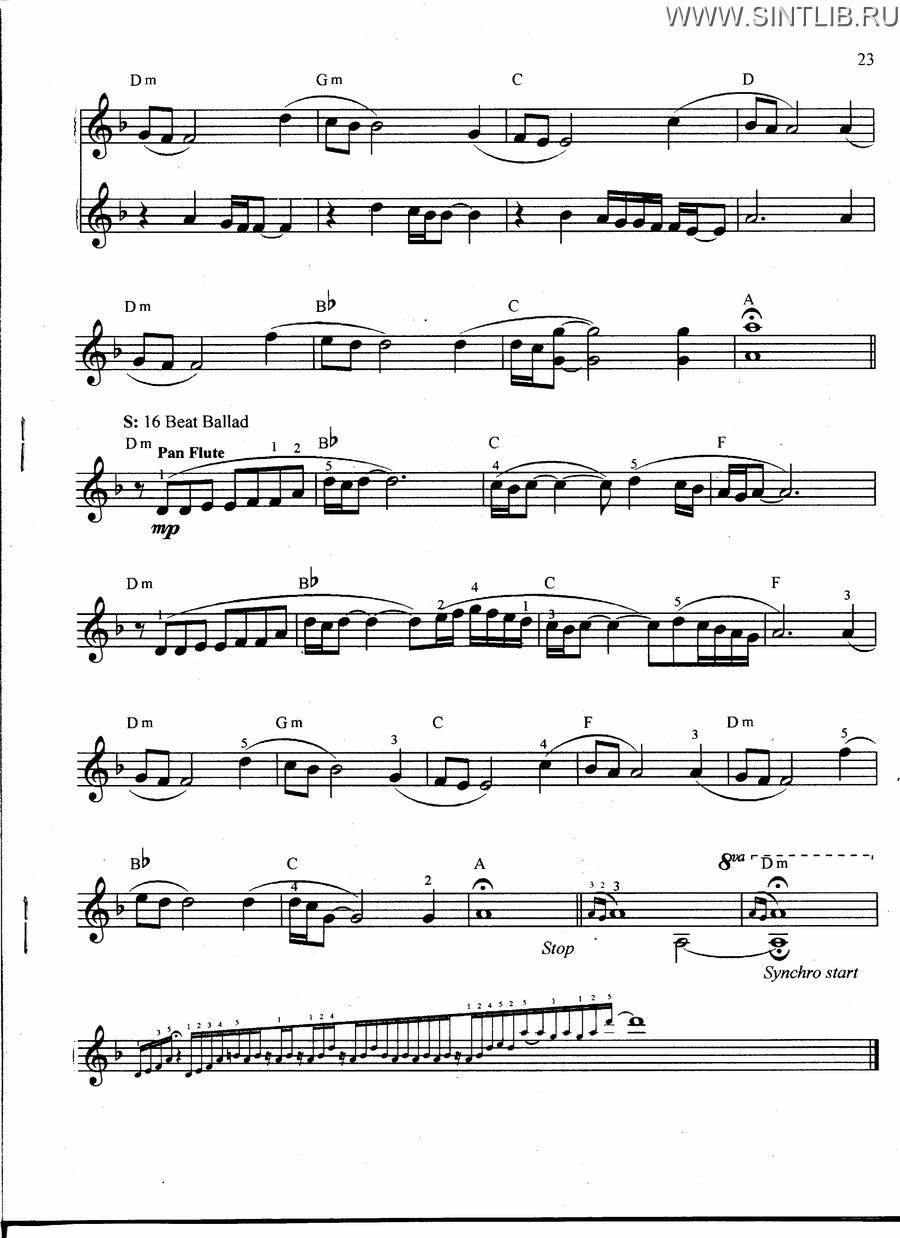 WWW.SINTLIB.RU
23
Dm Gm C D
Dm B♭ C A
S: 16 Beat Ballad
Dm Pan Flute 1 2 B♭ C F
1 5 4 5
mp
Dm B♭ C F
1 2 4 1 3 5 3
Dm Gm C F Dm
5 3 4 3 5
8va
B♭ C A Dm
4 2 3 2 3
Stop
Synchro start
3 5 1 2 3 4 5 1 1 2 4 1 1 2 4 5 2 5 1 1 2 5